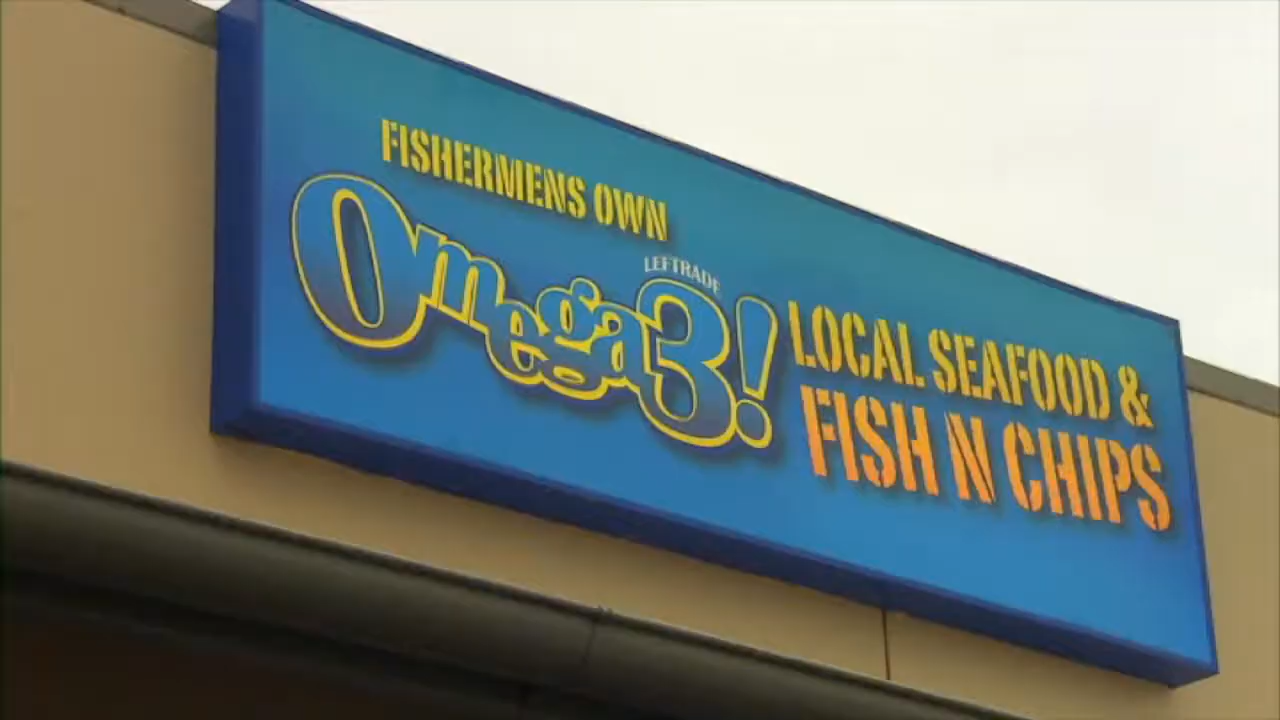 FISHERMENS OWN
LEFTRADE
Omega3!
LOCAL SEAFOOD &
FISH N CHIPS